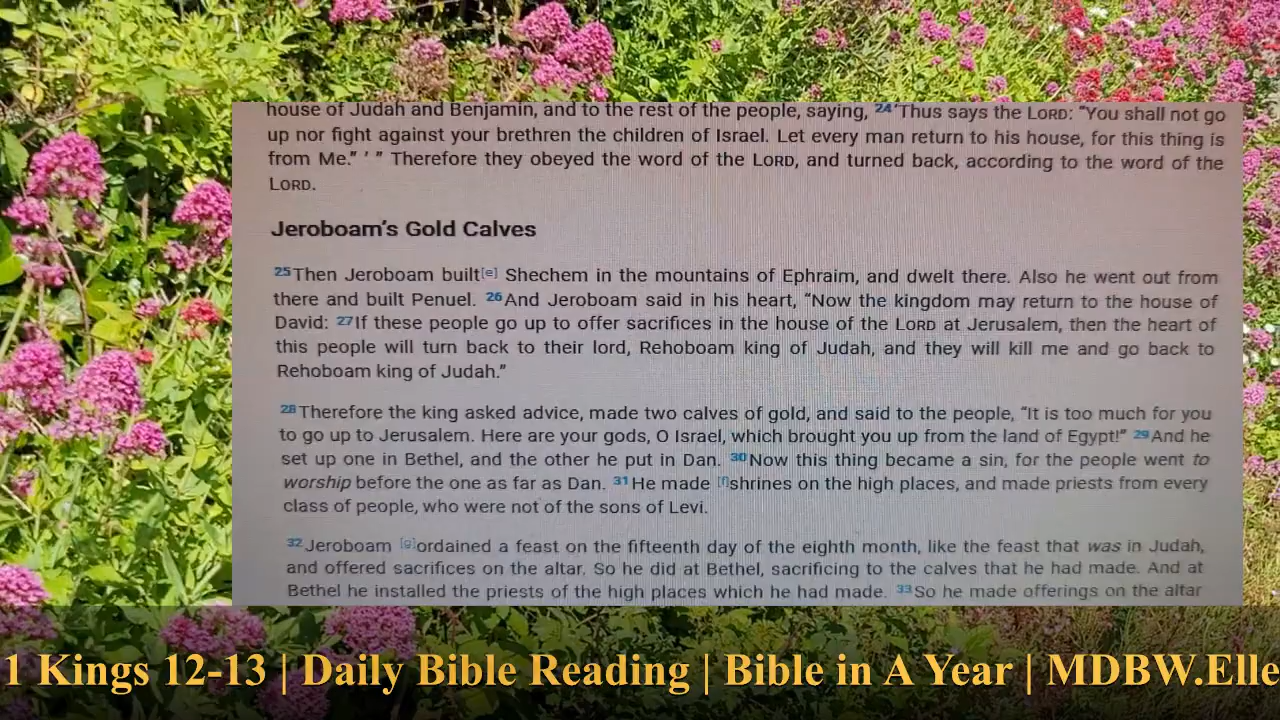 house of Judah and Benjamin, and to the rest of the people, saying, 24 'Thus says the LORD: "You shall not go
up nor fight against your brethren the children of Israel. Let every man return to his house, for this thing is
from Me." ' " Therefore they obeyed the word of the LORD, and turned back, according to the word of the
LORD.
Jeroboam's Gold Calves
25 Then Jeroboam built[e] Shechem in the mountains of Ephraim, and dwelt there. Also he went out from
there and built Penuel. 26 And Jeroboam said in his heart, "Now the kingdom may return to the house of
David: 27 If these people go up to offer sacrifices in the house of the LORD at Jerusalem, then the heart of
this people will turn back to their lord, Rehoboam king of Judah, and they will kill me and go back to
Rehoboam king of Judah."
28 Therefore the king asked advice, made two calves of gold, and said to the people, "It is too much for you
to go up to Jerusalem. Here are your gods, O Israel, which brought you up from the land of Egypt!" 29 And he
set up one in Bethel, and the other he put in Dan. 30 Now this thing became a sin, for the people went to
worship before the one as far as Dan. 31 He made [f]shrines on the high places, and made priests from every
class of people, who were not of the sons of Levi.
32 Jeroboam [g]ordained a feast on the fifteenth day of the eighth month, like the feast that was in Judah,
and offered sacrifices on the altar. So he did at Bethel, sacrificing to the calves that he had made. And at
Bethel he installed the priests of the high places which he had made. 33 So he made offerings on the altar
1 Kings 12-13 | Daily Bible Reading | Bible in A Year | MDBW.Elle